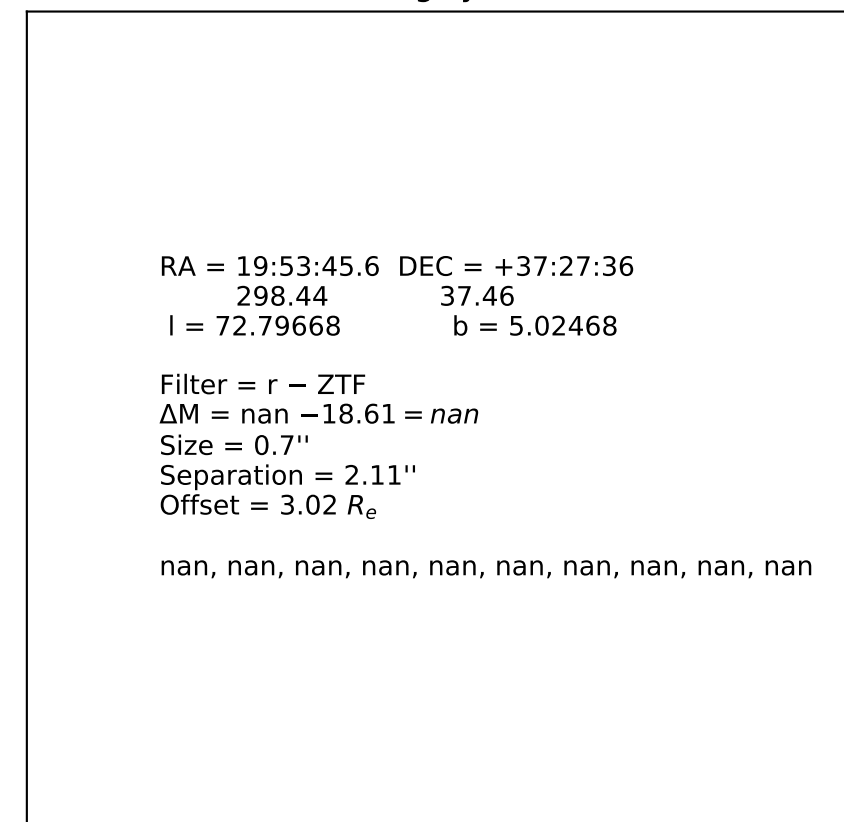 RA = 19:53:45.6 DEC = +37:27:36
298.44 37.46
l = 72.79668 b = 5.02468
Filter = r − ZTF
ΔM = nan −18.61 = nan
Size = 0.7''
Separation = 2.11''
Offset = 3.02 Re
nan, nan, nan, nan, nan, nan, nan, nan, nan, nan